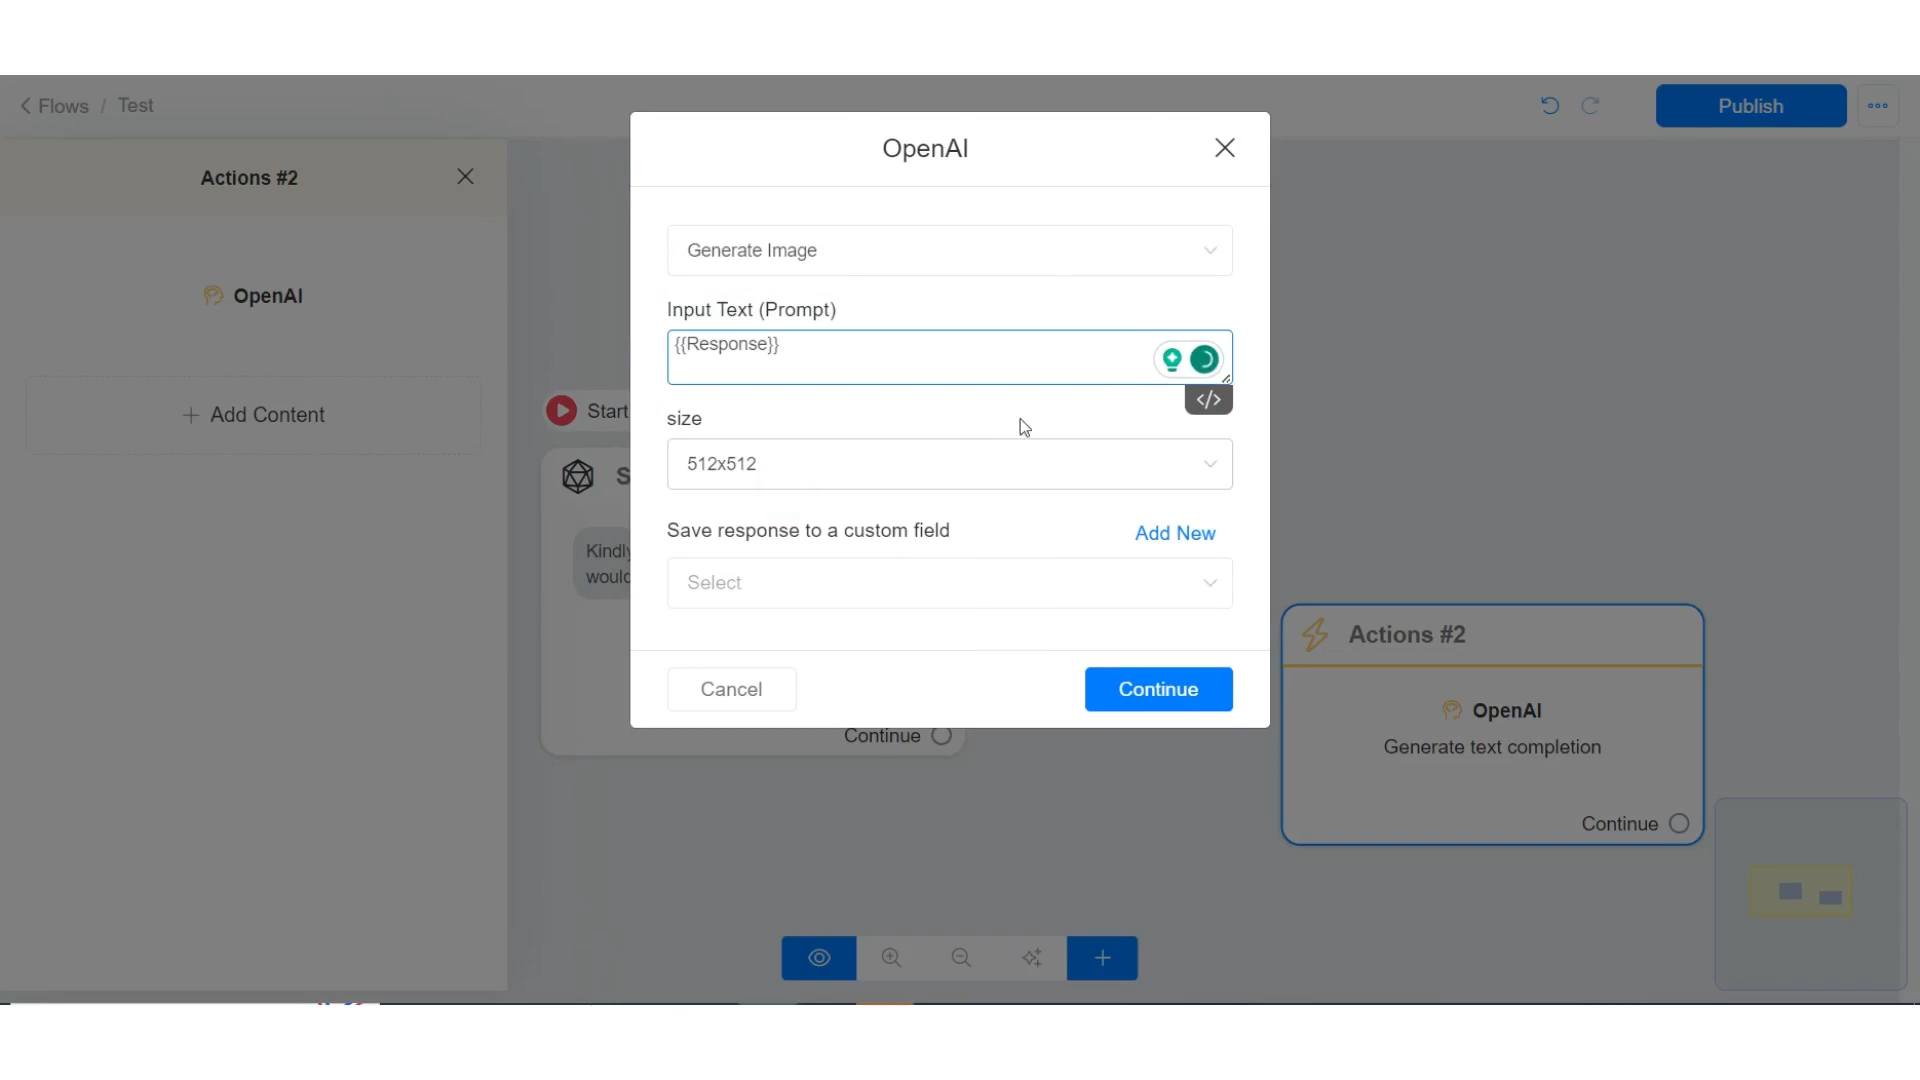 Flows / Test
Publish
Actions #2
OpenAI
Add Content
Start
S
Kindly
would
Continue
OpenAI
Generate Image
Input Text (Prompt)
{{Response}}
</>
size
512x512
Save response to a custom field
Add New
Select
Cancel
Continue
Actions #2
OpenAI
Generate text completion
Continue